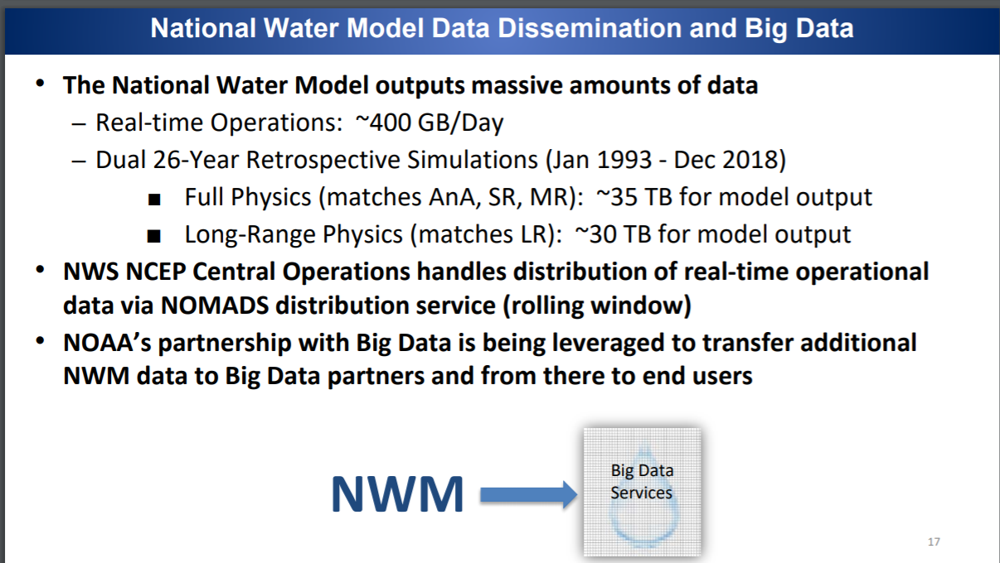 National Water Model Data Dissemination and Big Data
• The National Water Model outputs massive amounts of data
– Real-time Operations: ~400 GB/Day
– Dual 26-Year Retrospective Simulations (Jan 1993 - Dec 2018)
■ Full Physics (matches AnA, SR, MR): ~35 TB for model output
■ Long-Range Physics (matches LR): ~30 TB for model output
• NWS NCEP Central Operations handles distribution of real-time operational
data via NOMADS distribution service (rolling window)
• NOAA’s partnership with Big Data is being leveraged to transfer additional
NWM data to Big Data partners and from there to end users
NWM
Big Data
Services
17